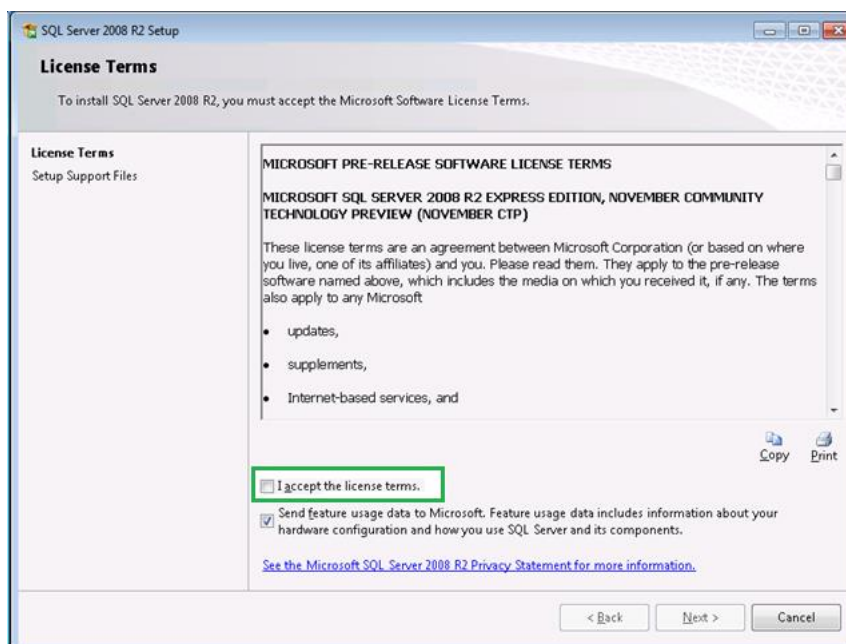 SQL Server 2008 R2 Setup
License Terms
To install SQL Server 2008 R2, you must accept the Microsoft Software License Terms.
License Terms
Setup Support Files
MICROSOFT PRE-RELEASE SOFTWARE LICENSE TERMS
MICROSOFT SQL SERVER 2008 R2 EXPRESS EDITION, NOVEMBER COMMUNITY
TECHNOLOGY PREVIEW (NOVEMBER CTP)
These license terms are an agreement between Microsoft Corporation (or based on where
you live, one of its affiliates) and you. Please read them. They apply to the pre-release
software named above, which includes the media on which you received it, if any. The terms
also apply to any Microsoft
• updates,
• supplements,
• Internet-based services, and
Copy Print
I accept the license terms.
Send feature usage data to Microsoft. Feature usage data includes information about your
hardware configuration and how you use SQL Server and its components.
See the Microsoft SQL Server 2008 R2 Privacy Statement for more information.
< Back Next > Cancel